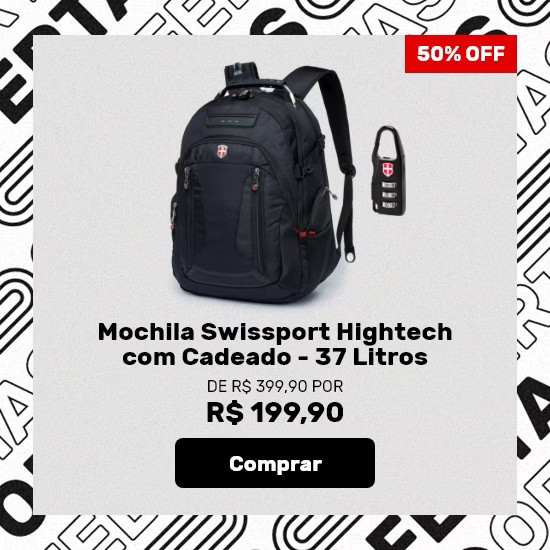 50% OFF
Mochila Swissport Hightech
com Cadeado - 37 Litros
DE R$ 399,90 POR
R$ 199,90
Comprar